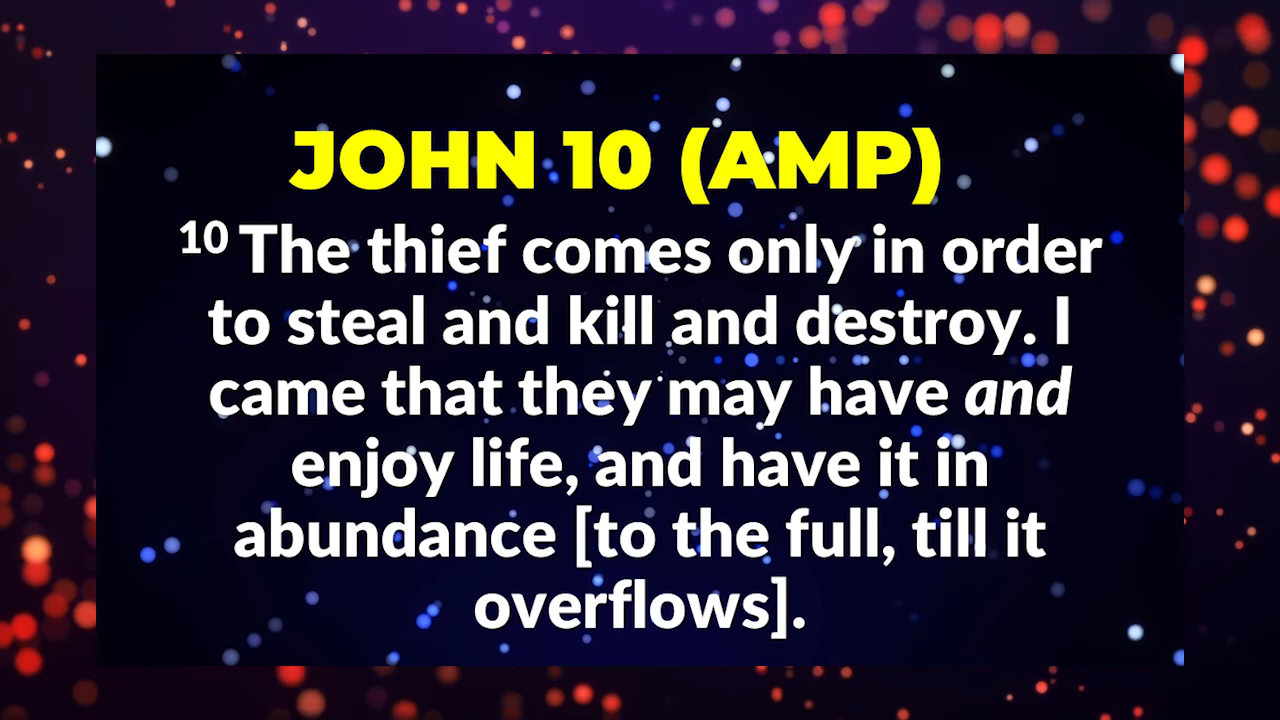 JOHN 10 (AMP)
10 The thief comes only in order
to steal and kill and destroy. I
came that they may have and
enjoy life, and have it in
abundance [to the full, till it
overflows].